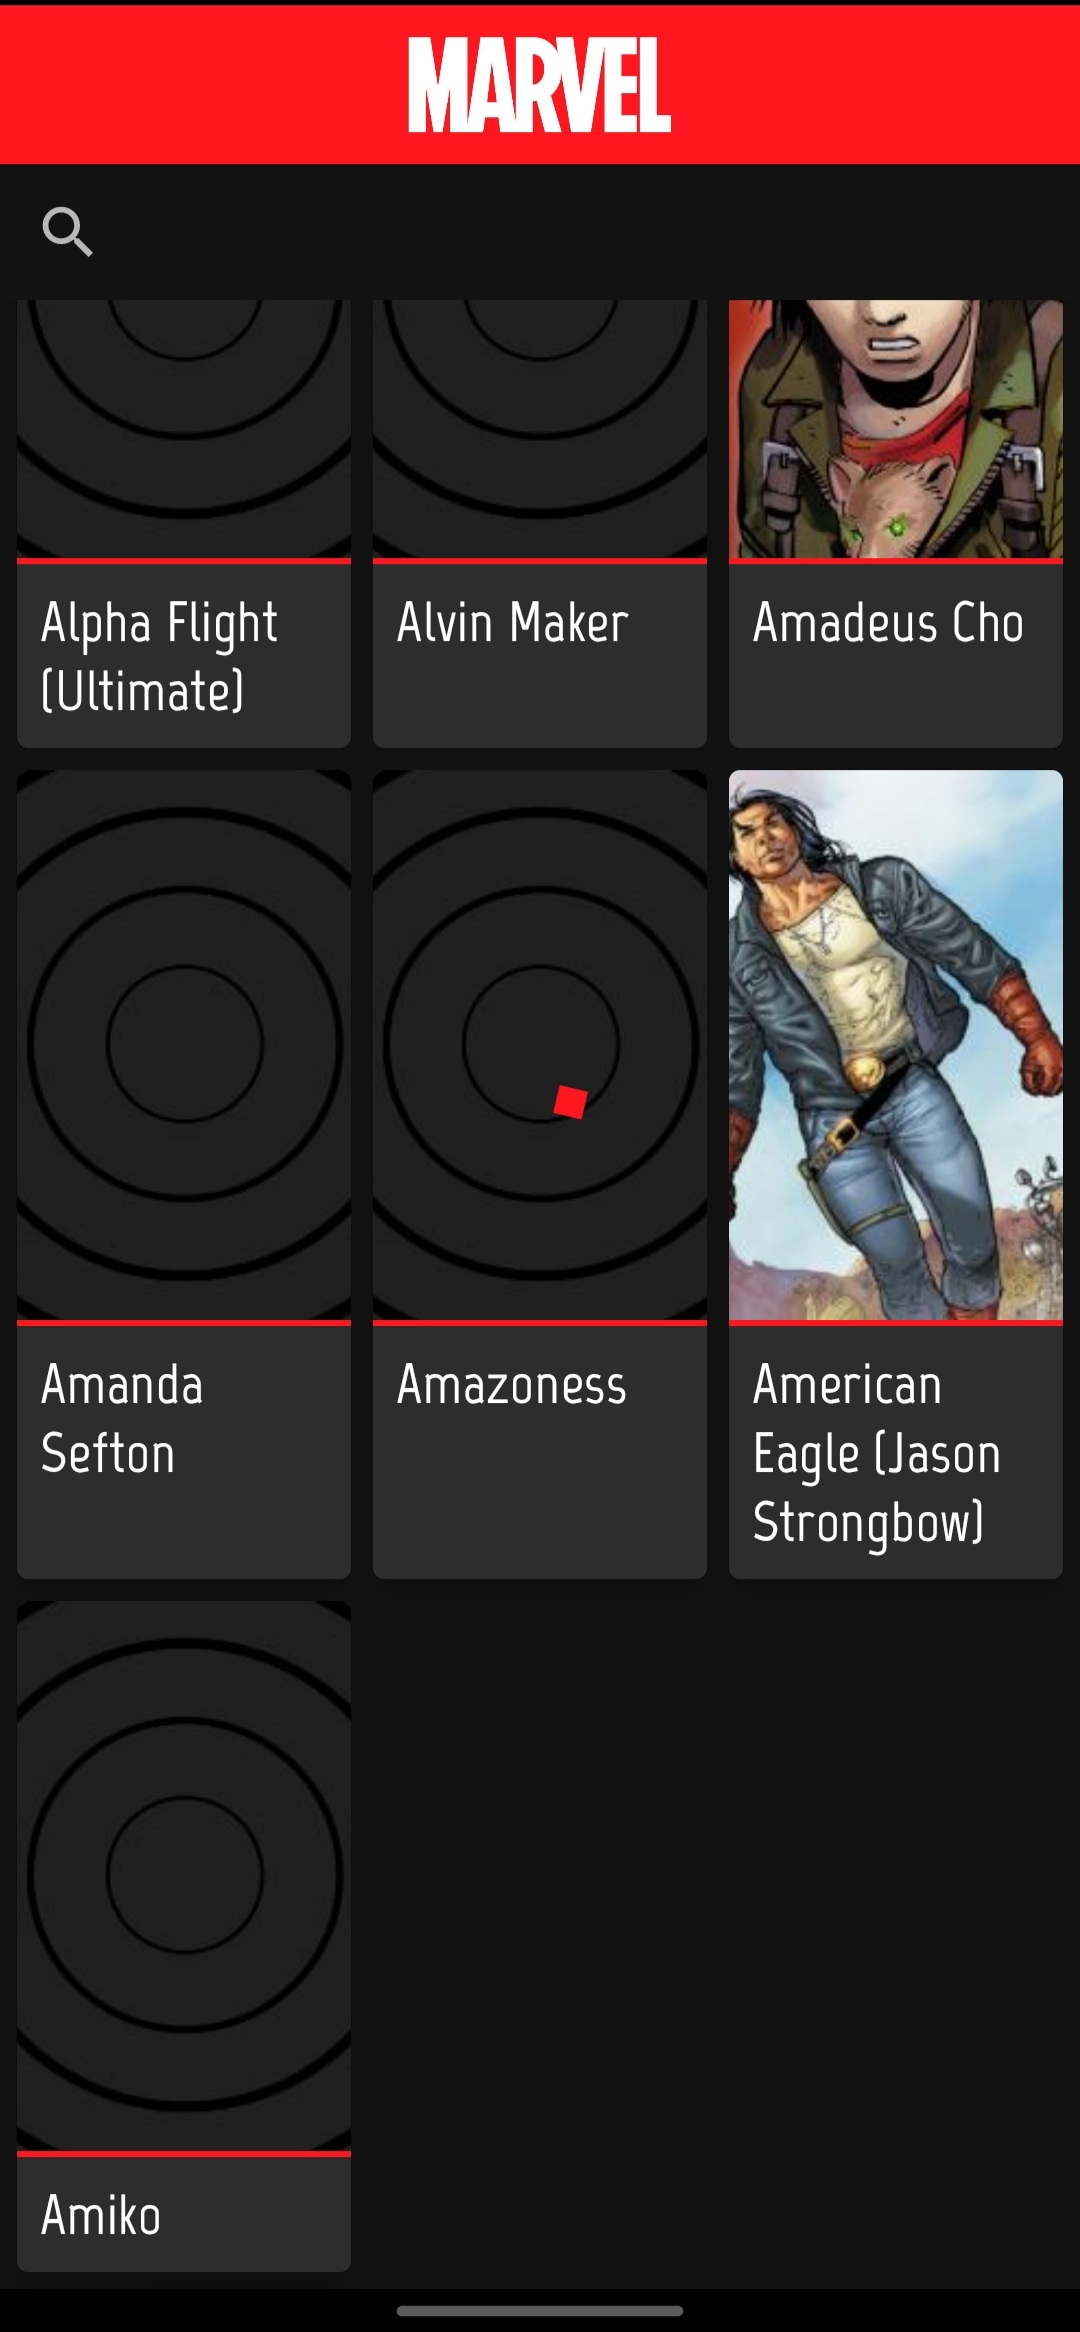 MARVEL
Alpha Flight
(Ultimate)
Alvin Maker
Amadeus Cho
Amanda
Sefton
Amazoness
American
Eagle (Jason
Strongbow)
Amiko